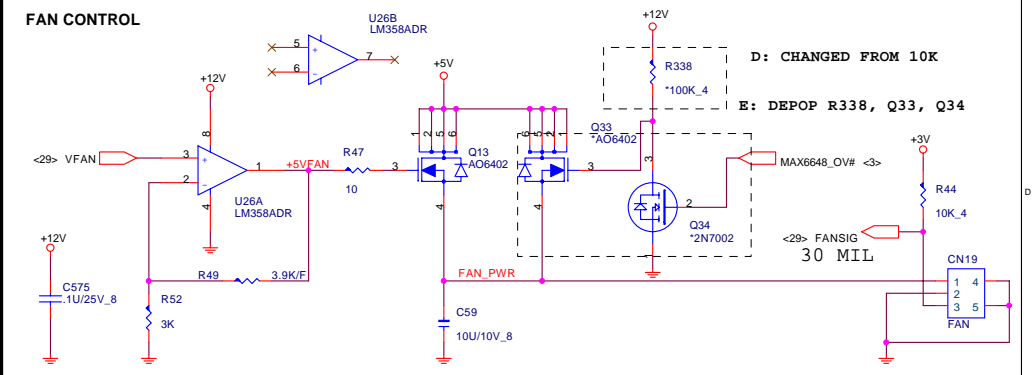 FAN CONTROL
U26B
LM358ADR
5
6
7
+
-
+12V
+5V
+12V
R338
*100K_4
D: CHANGED FROM 10K
E: DEPOP R338, Q33, Q34
<29> VFAN
3
2
8
4
1
+
-
U26A
LM358ADR
+5VFAN
R47
10
3
1
2
5
6
4
Q13
AO6402
6
5
2
1
4
3
Q33
*AO6402
3
2
1
Q34
*2N7002
MAX6648_OV# <3>
+3V
R44
10K_4
<29> FANSIG
30 MIL
D
+12V
C575
.1U/25V_8
R49
3.9K/F
R52
3K
FAN_PWR
C59
10U/10V_8
CN19
1 4
2
3 5
FAN